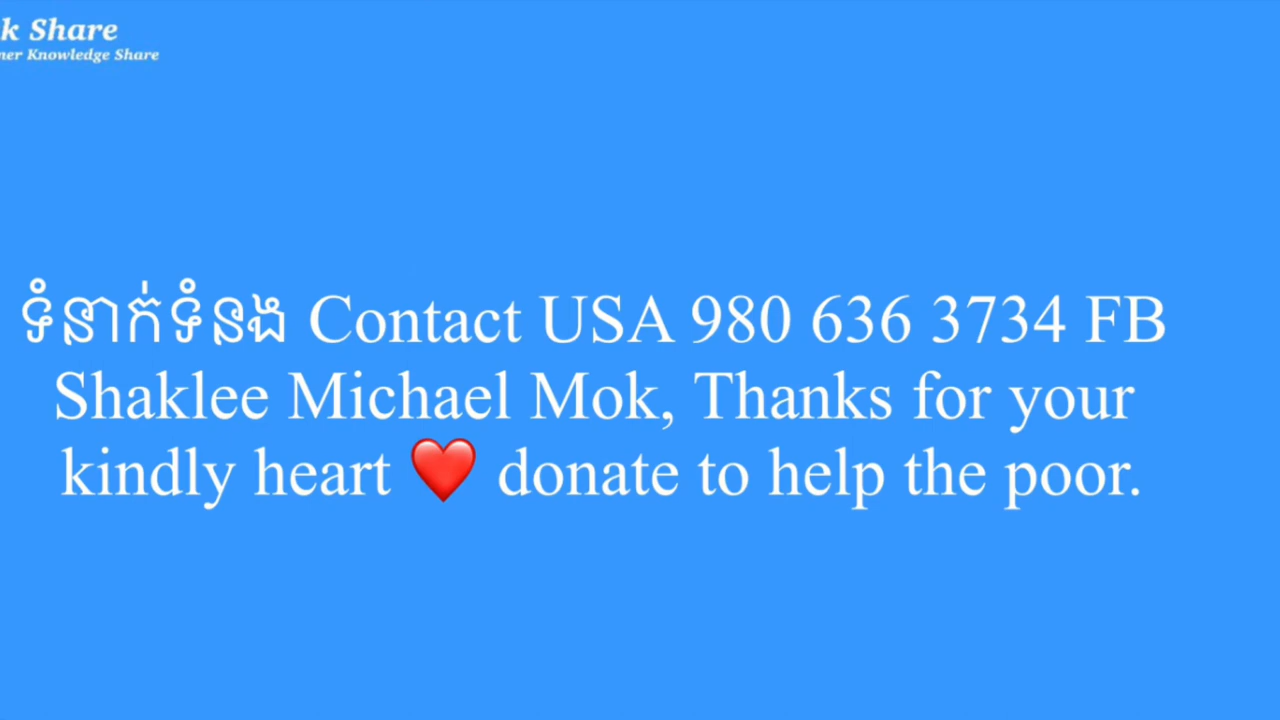 k Share
Knowledge Share
ទំនាក់ទំនង Contact USA 980 636 3734 FB
Shaklee Michael Mok, Thanks for your
kindly heart ❤️ donate to help the poor.